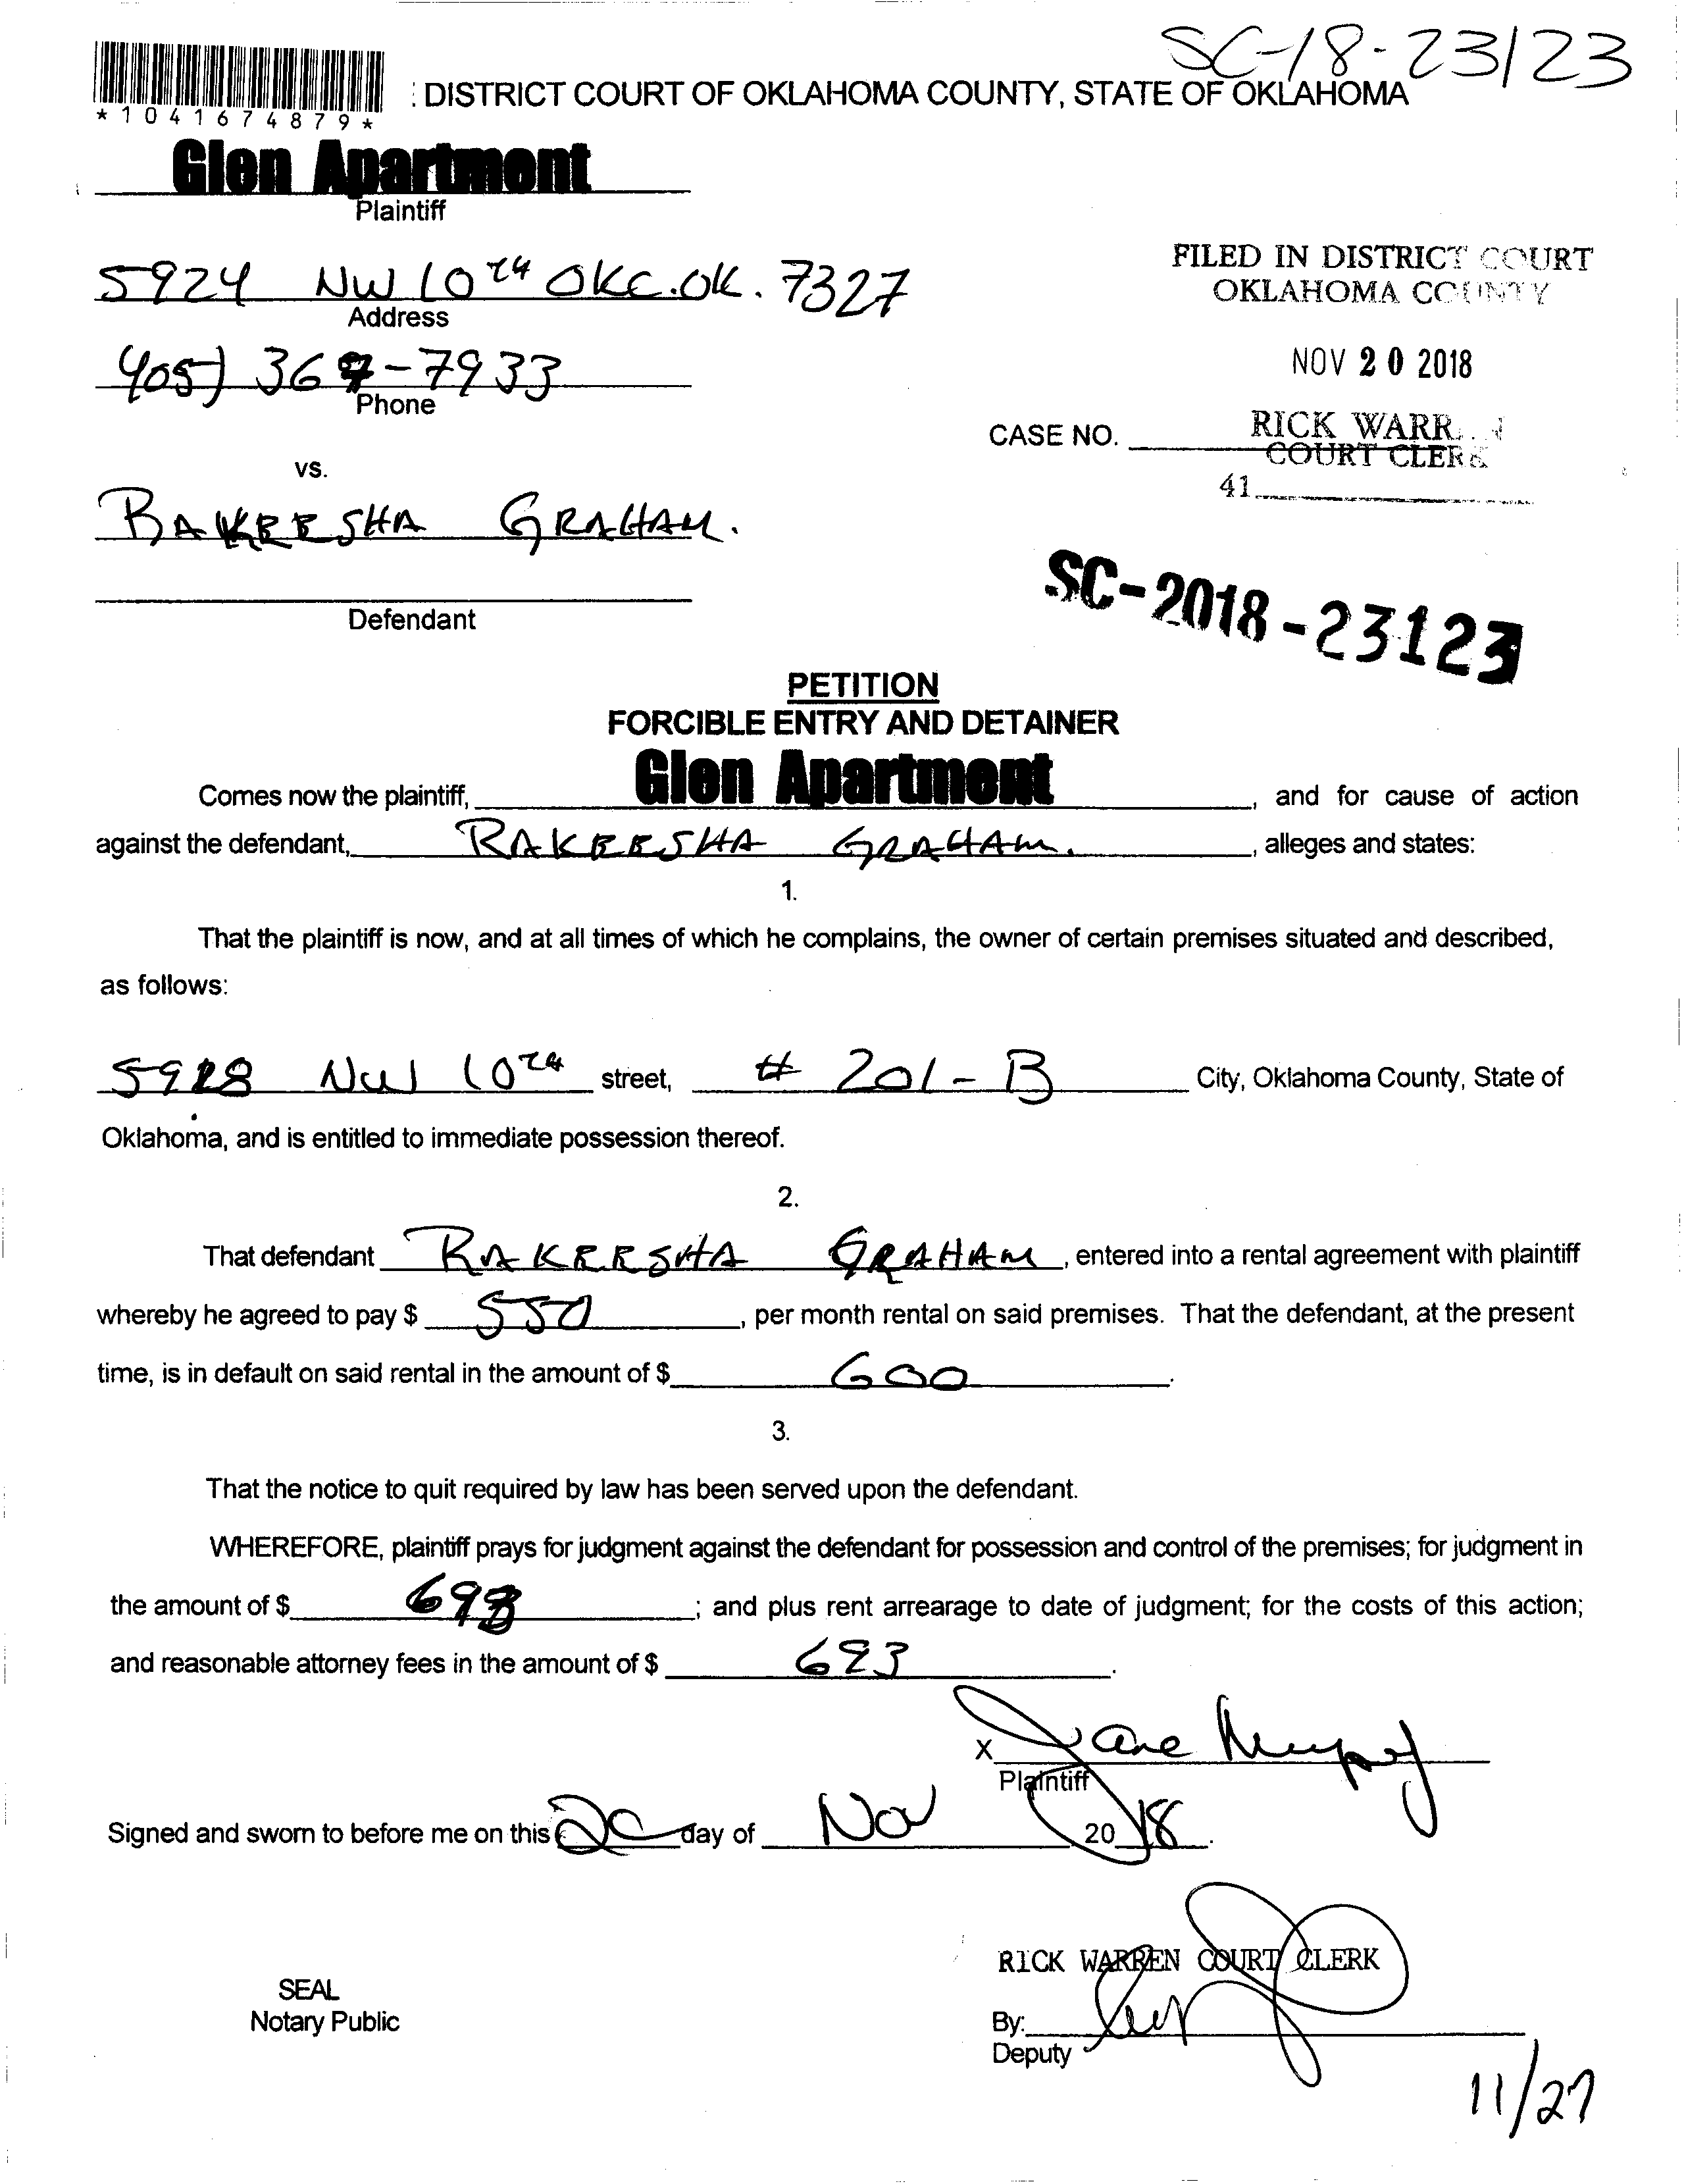 SC-18-23123
: DISTRICT COURT OF OKLAHOMA COUNTY, STATE OF OKLAHOMA
*1041674879*
Glen Apartment
Plaintiff
5924 NW 10th OKC.OK. 7327
Address
405) 367-7933
Phone
FILED IN DISTRICT COURT
OKLAHOMA COUNTY
NOV 20 2018
RICK WARR
COURT CLERK
CASE NO.
41
vs.
RAKEESHA GRAHAM.
Defendant
SC-2018-23123
PETITION
FORCIBLE ENTRY AND DETAINER
Comes now the plaintiff, Glen Apartment, and for cause of action
against the defendant, RAKEESHA GRAHAM., alleges and states:
1.
That the plaintiff is now, and at all times of which he complains, the owner of certain premises situated and described,
as follows:
5928 NW 10th street, # 201-B City, Oklahoma County, State of
Oklahoma, and is entitled to immediate possession thereof.
2.
That defendant RAKEESHA GRAHAM, entered into a rental agreement with plaintiff
whereby he agreed to pay $ 550, per month rental on said premises. That the defendant, at the present
time, is in default on said rental in the amount of $ 600.
3.
That the notice to quit required by law has been served upon the defendant.
WHEREFORE, plaintiff prays for judgment against the defendant for possession and control of the premises; for judgment in
the amount of $ 693; and plus rent arrearage to date of judgment; for the costs of this action;
and reasonable attorney fees in the amount of $ 693.
X
Plaintiff
Signed and sworn to before me on this 20 day of Nov 2018.
RICK WARREN COURT CLERK
SEAL
Notary Public
By:
Deputy
11/27